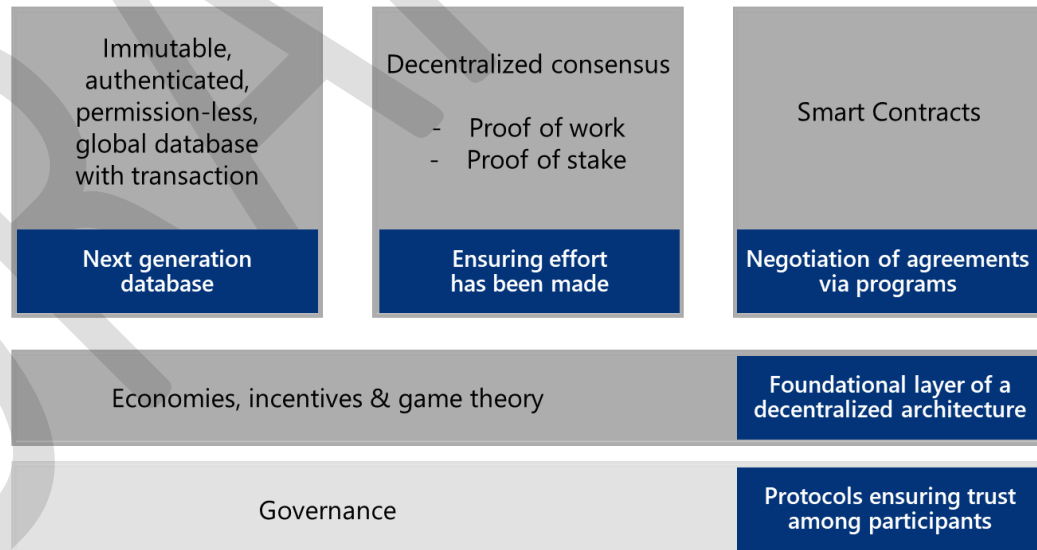 Immutable,
authenticated,
permission-less,
global database
with transaction
Next generation
database
Decentralized consensus
- Proof of work
- Proof of stake
Ensuring effort
has been made
Smart Contracts
Negotiation of agreements
via programs
Economies, incentives & game theory
Foundational layer of a
decentralized architecture
Governance
Protocols ensuring trust
among participants